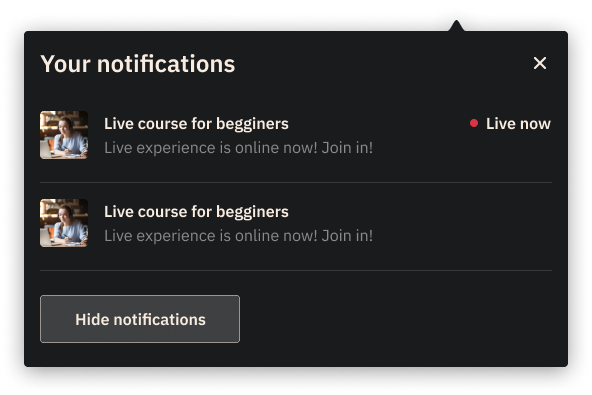 Your notifications
Live course for begginers
Live now
Live experience is online now! Join in!
Live course for begginers
Live experience is online now! Join in!
Hide notifications